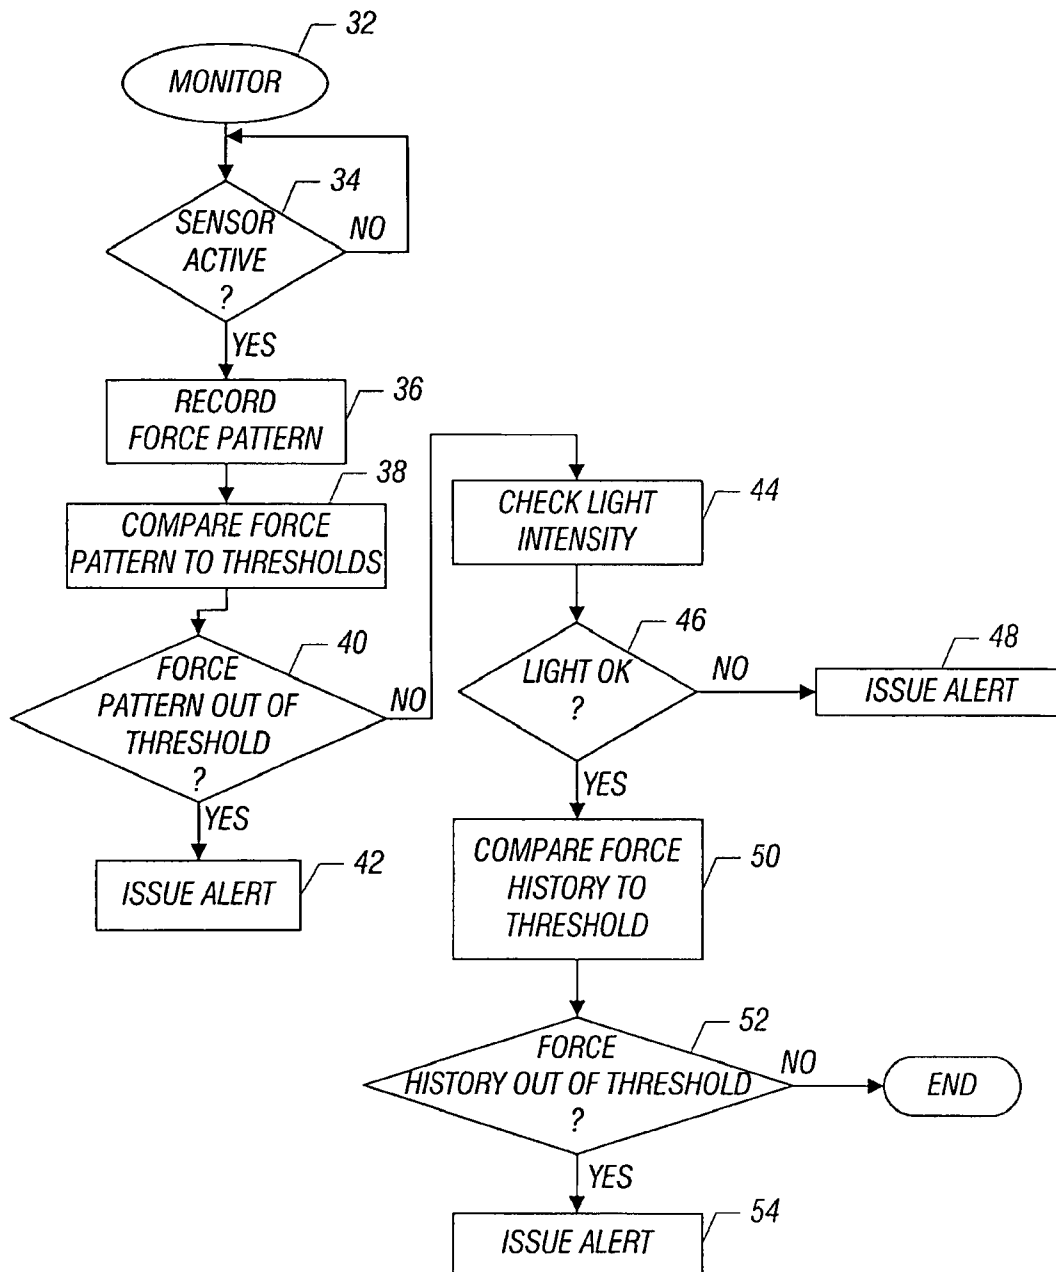 32
MONITOR
34
SENSOR
ACTIVE
?
NO
YES
36
RECORD
FORCE PATTERN
38
COMPARE FORCE
PATTERN TO THRESHOLDS
40
FORCE
PATTERN OUT OF
THRESHOLD
?
NO
YES
42
ISSUE ALERT
44
CHECK LIGHT
INTENSITY
46
LIGHT OK
?
NO
48
ISSUE ALERT
YES
50
COMPARE FORCE
HISTORY TO
THRESHOLD
52
FORCE
HISTORY OUT OF THRESHOLD
?
NO
END
YES
54
ISSUE ALERT